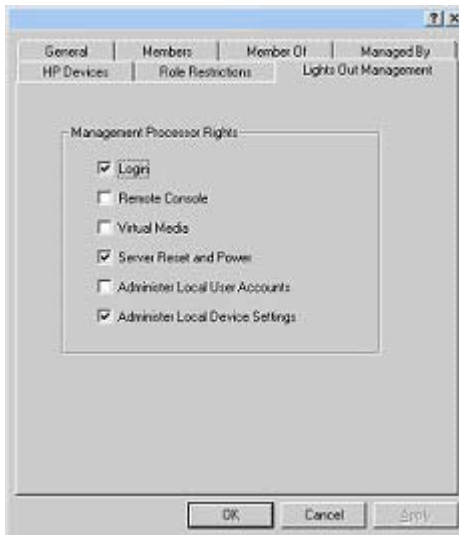 General Members Member Of Managed By
HP Devices Role Restrictions Lights Out Management
Management Processor Rights
Login
Remote Console
Virtual Media
Server Reset and Power
Administer Local User Accounts
Administer Local Device Settings
OK Cancel Apply